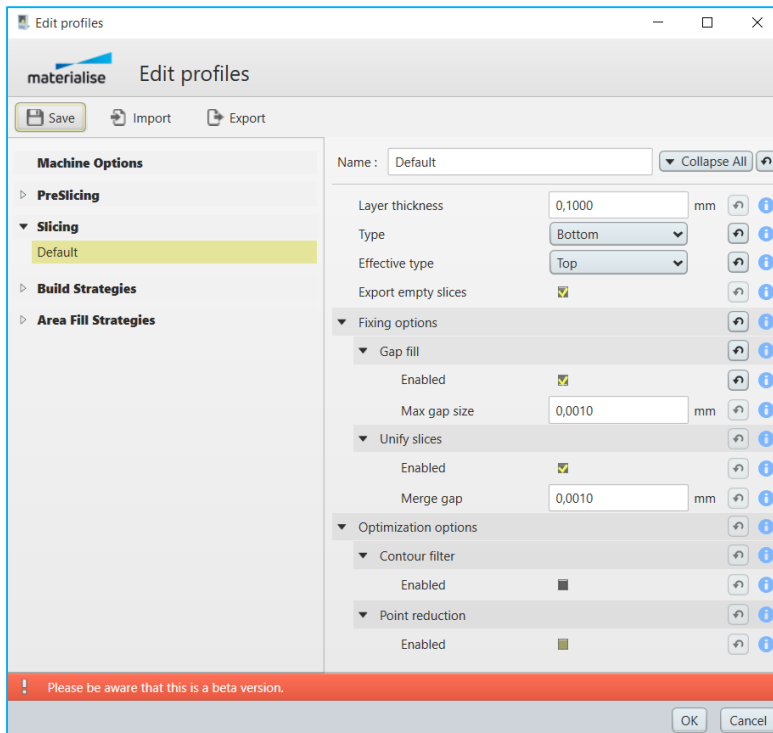 Edit profiles
materialise Edit profiles
Save Import Export
Machine Options
PreSlicing
Slicing
Default
Build Strategies
Area Fill Strategies
Name : Default Collapse All
Layer thickness 0,1000 mm
Type Bottom
Effective type Top
Export empty slices
Fixing options
Gap fill
Enabled
Max gap size 0,0010 mm
Unify slices
Enabled
Merge gap 0,0010 mm
Optimization options
Contour filter
Enabled
Point reduction
Enabled
! Please be aware that this is a beta version.
OK Cancel